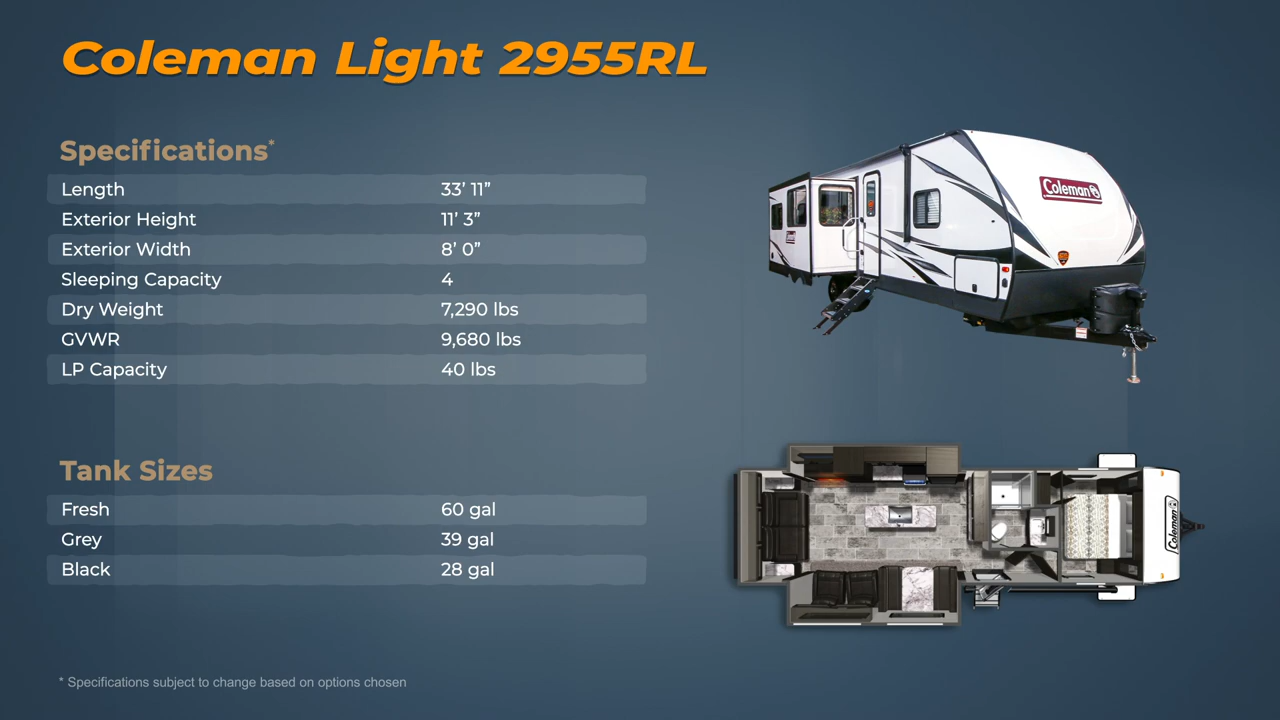 Coleman Light 2955RL
Specifications*
Length 33’ 11”
Exterior Height 11’ 3”
Exterior Width 8’ 0”
Sleeping Capacity 4
Dry Weight 7,290 lbs
GVWR 9,680 lbs
LP Capacity 40 lbs
Tank Sizes
Fresh 60 gal
Grey 39 gal
Black 28 gal
* Specifications subject to change based on options chosen
Coleman
Coleman